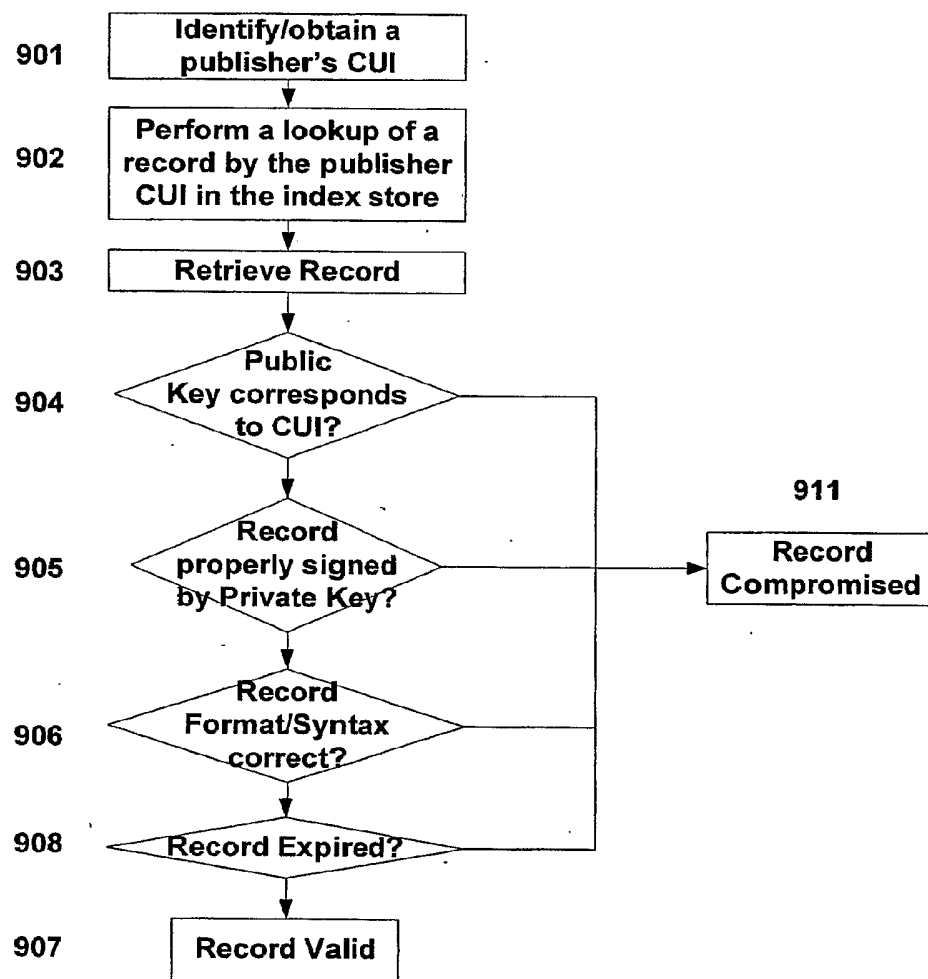 901
Identify/obtain a
publisher's CUI
902
Perform a lookup of a
record by the publisher
CUI in the index store
903
Retrieve Record
904
Public
Key corresponds
to CUI?
911
Record
Compromised
905
Record
properly signed
by Private Key?
906
Record
Format/Syntax
correct?
908
Record Expired?
907
Record Valid